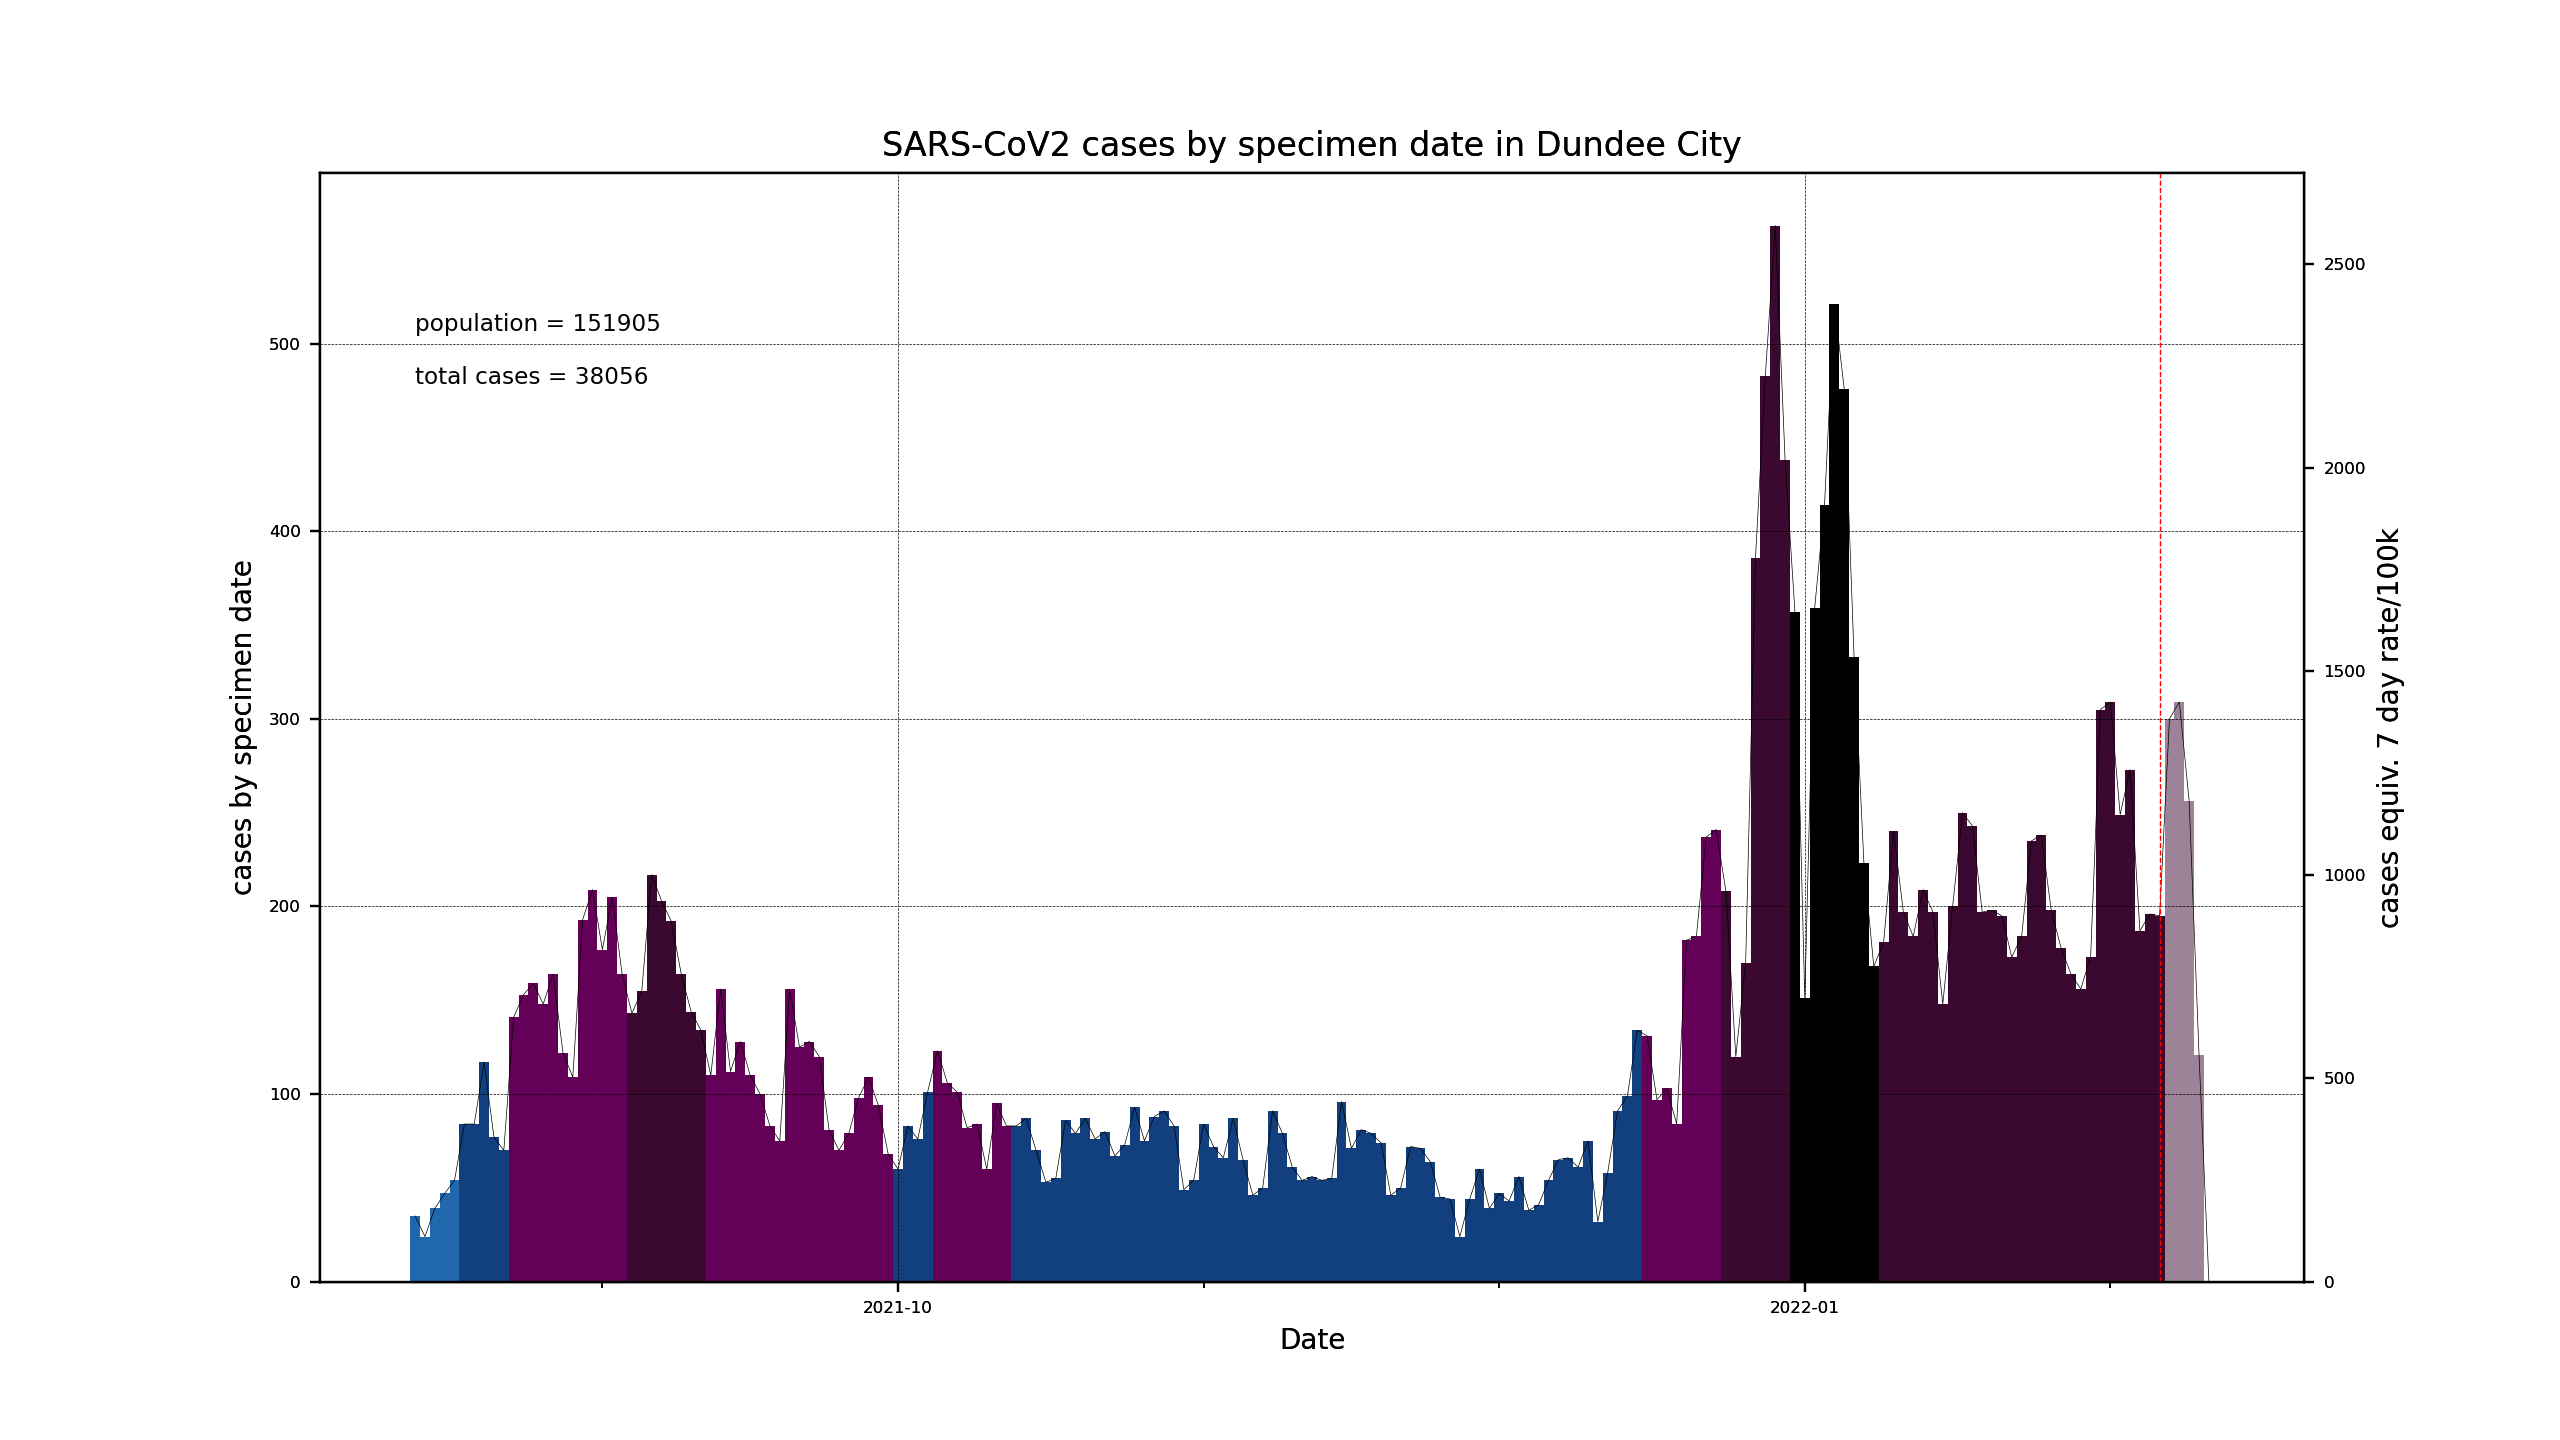 SARS-CoV2 cases by specimen date in Dundee City
population = 151905
total cases = 38056
cases by specimen date
500
400
300
200
100
0
2500
2000
1500
1000
500
0
cases equiv. 7 day rate/100k
2021-10
2022-01
Date